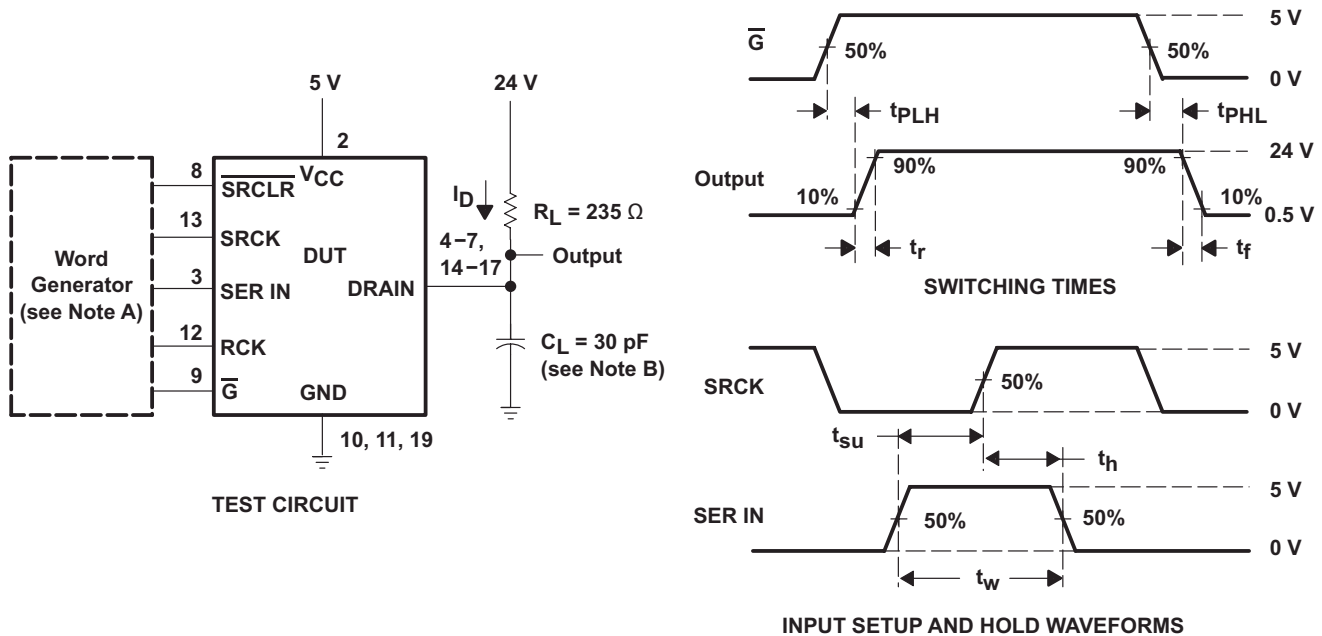 5 V
24 V
2
8
SRCLR
VCC
13
SRCK
DUT
3
SER IN
DRAIN
12
RCK
9
G
GND
10, 11, 19
Word
Generator
(see Note A)
ID
RL = 235 Ω
4−7,
14−17
Output
CL = 30 pF
(see Note B)
TEST CIRCUIT
G
50%
50%
5 V
0 V
tPLH
tPHL
Output
10%
90%
90%
10%
24 V
0.5 V
tr
tf
SWITCHING TIMES
SRCK
50%
5 V
0 V
tsu
th
SER IN
50%
50%
5 V
0 V
tw
INPUT SETUP AND HOLD WAVEFORMS